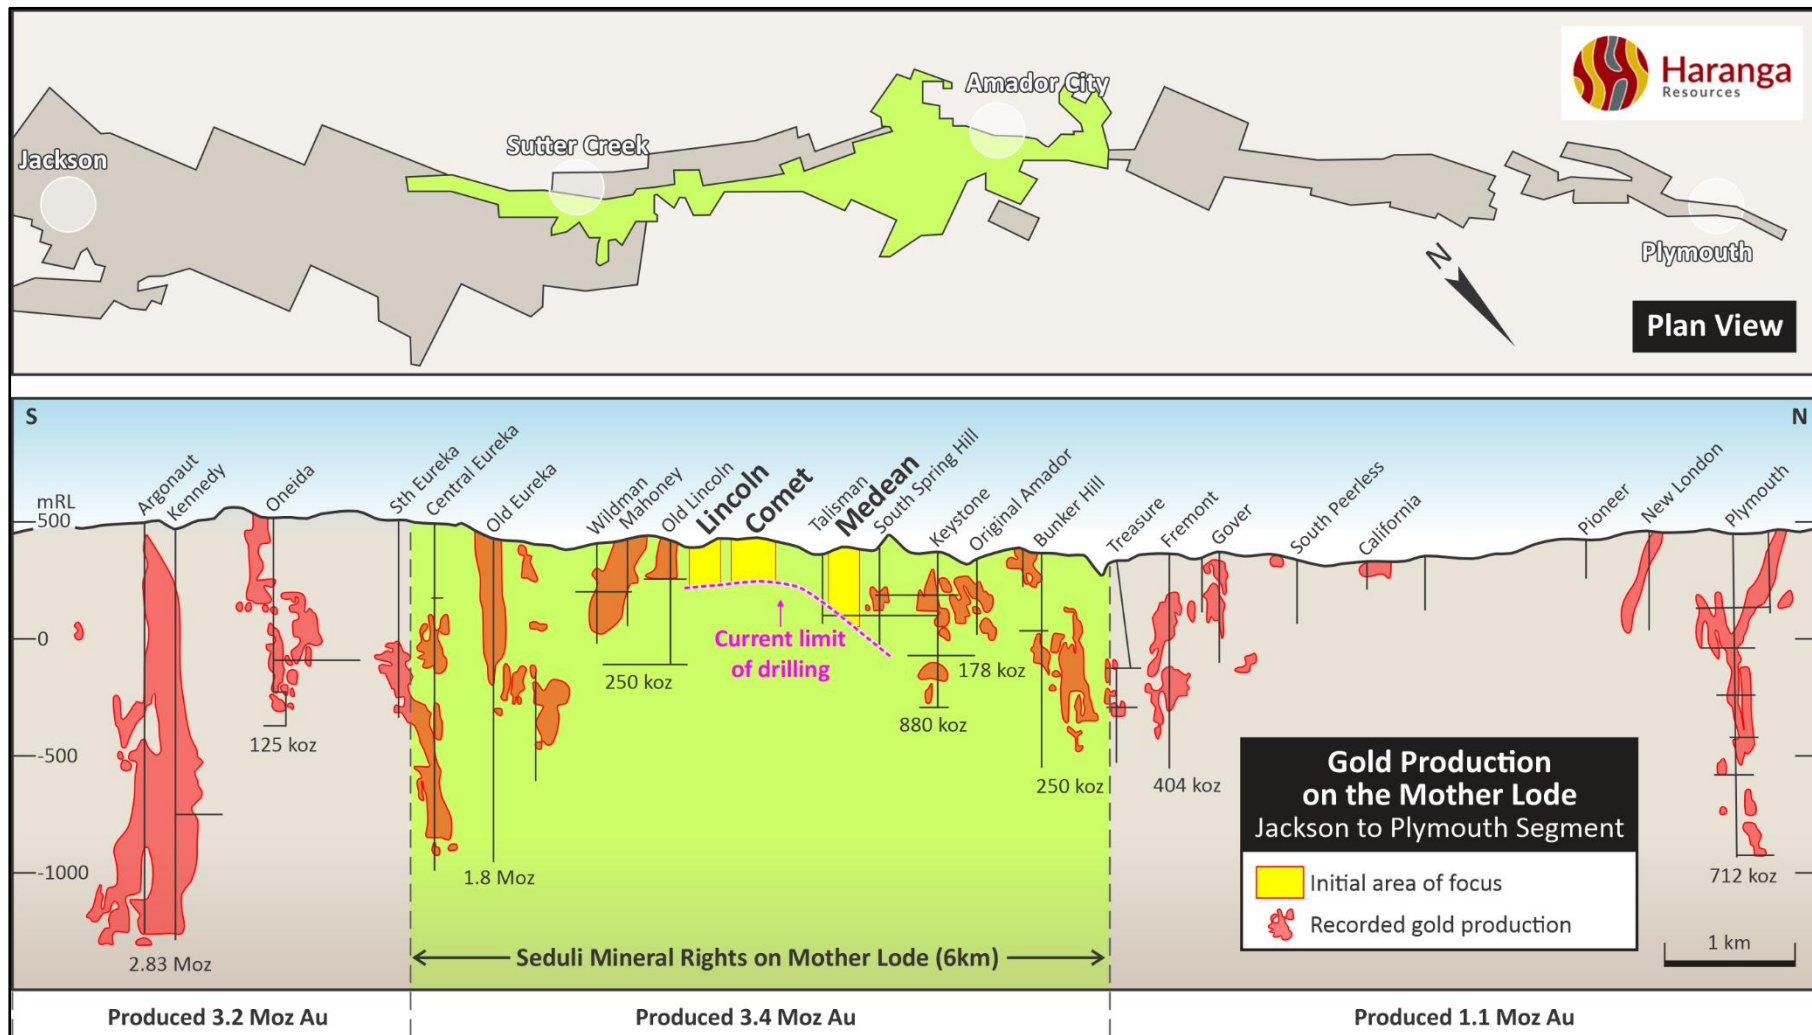 Haranga
Resources
Amador City
Sutter Creek
Jackson
Plymouth
N
Plan View
S
N
mRL
500
0
-500
-1000
Argonaut
Kennedy
Oneida
Sth Eureka
Central Eureka
Old Eureka
Wildman
Mahoney
Old Lincoln
Lincoln
Comet
Talisman
Medean
South Spring Hill
Keystone
Original Amador
Bunker Hill
Treasure
Fremont
Gover
South Peerless
California
Pioneer
New London
Plymouth
Current limit
of drilling
250 koz
178 koz
880 koz
125 koz
250 koz
404 koz
1.8 Moz
712 koz
2.83 Moz
Gold Production
on the Mother Lode
Jackson to Plymouth Segment
Initial area of focus
Recorded gold production
1 km
Seduli Mineral Rights on Mother Lode (6km)
Produced 3.2 Moz Au
Produced 3.4 Moz Au
Produced 1.1 Moz Au